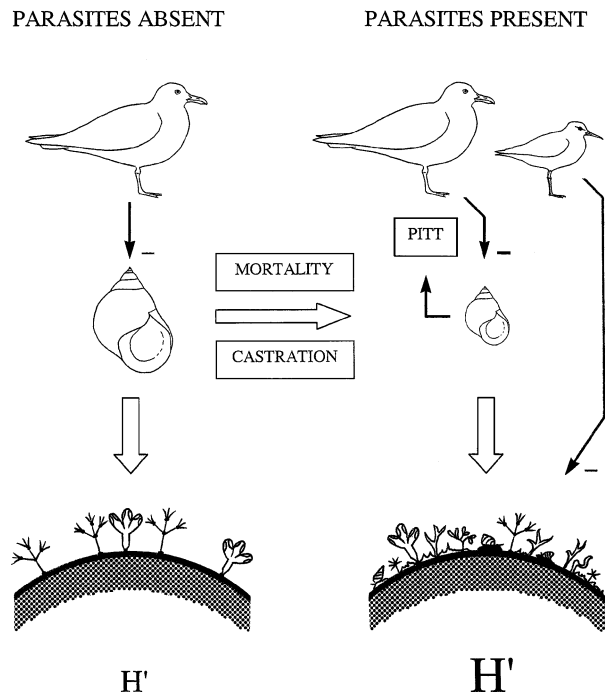 PARASITES ABSENT
PARASITES PRESENT
PITT
–
–
MORTALITY
CASTRATION
–
H'
H'